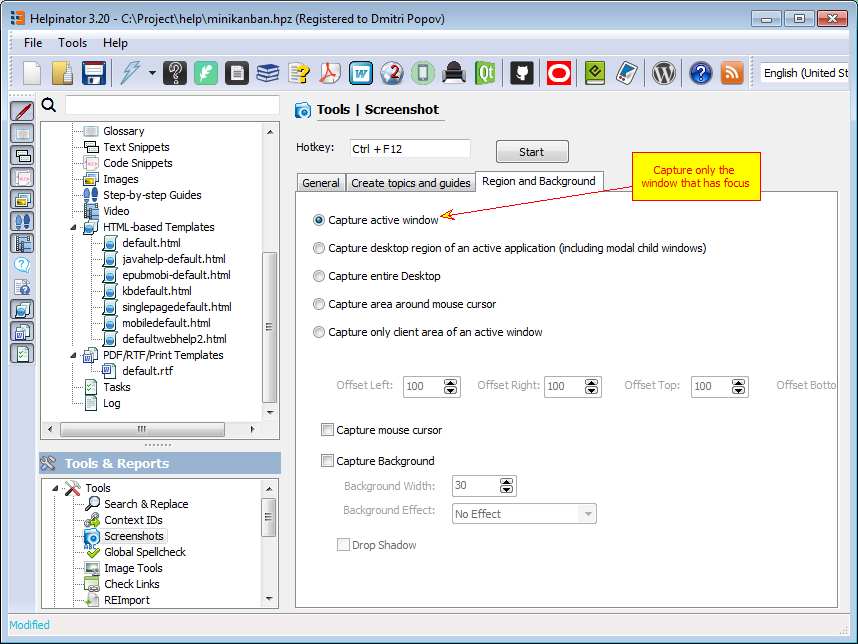 Helpinator 3.20 - C:\Project\help\minikanban.hpz (Registered to Dmitri Popov)
File Tools Help
English (United St
Tools | Screenshot
Hotkey: Ctrl + F12 Start
Capture only the
window that has focus
General Create topics and guides Region and Background
Capture active window
Capture desktop region of an active application (including modal child windows)
Capture entire Desktop
Capture area around mouse cursor
Capture only client area of an active window
Offset Left: 100 Offset Right: 100 Offset Top: 100 Offset Botto
Capture mouse cursor
Capture Background
Background Width: 30
Background Effect: No Effect
Drop Shadow
Glossary
Text Snippets
Code Snippets
Images
Step-by-step Guides
Video
HTML-based Templates
default.html
javahelp-default.html
epubmobi-default.html
kbdefault.html
singlepagedefault.html
mobiledefault.html
defaultwebhelp2.html
PDF/RTF/Print Templates
default.rtf
Tasks
Log
Tools & Reports
Tools
Search & Replace
Context IDs
Screenshots
Global Spellcheck
Image Tools
Check Links
REImport
Modified